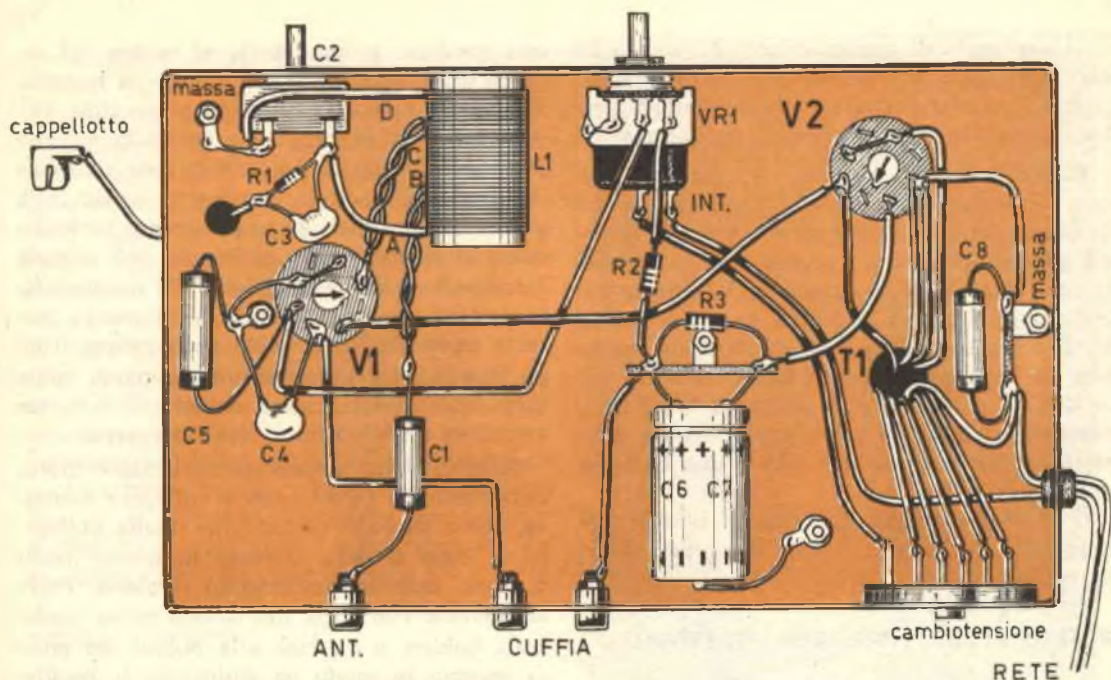 C2
massa
cappellotto
D
VR1
V2
C
B
L1
R1
C3
A
INT.
C8
massa
R2
R3
V1
T1
C5
C4
C1
+ + + +
C6 C7
− − − −
cambiotensione
ANT.
CUFFIA
RETE